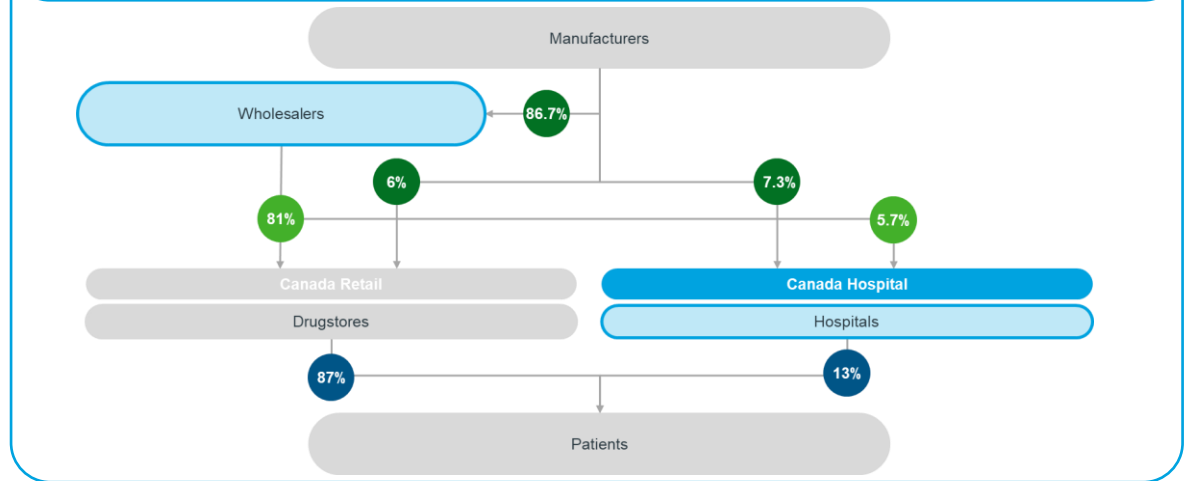 Manufacturers
Wholesalers
86.7%
6%
7.3%
81%
5.7%
Canada Retail
Canada Hospital
Drugstores
Hospitals
87%
13%
Patients